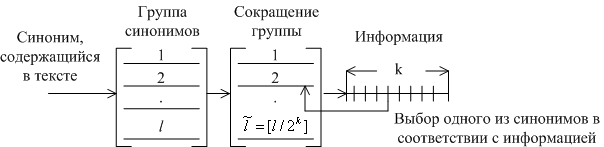 Синоним,
содержащийся
в тексте
Группа
синонимов
1
2
.
l
Сокращение
группы
1
2
.
l̃ = [l / 2^k]
Информация
k
Выбор одного из синонимов в
соответствии с информацией